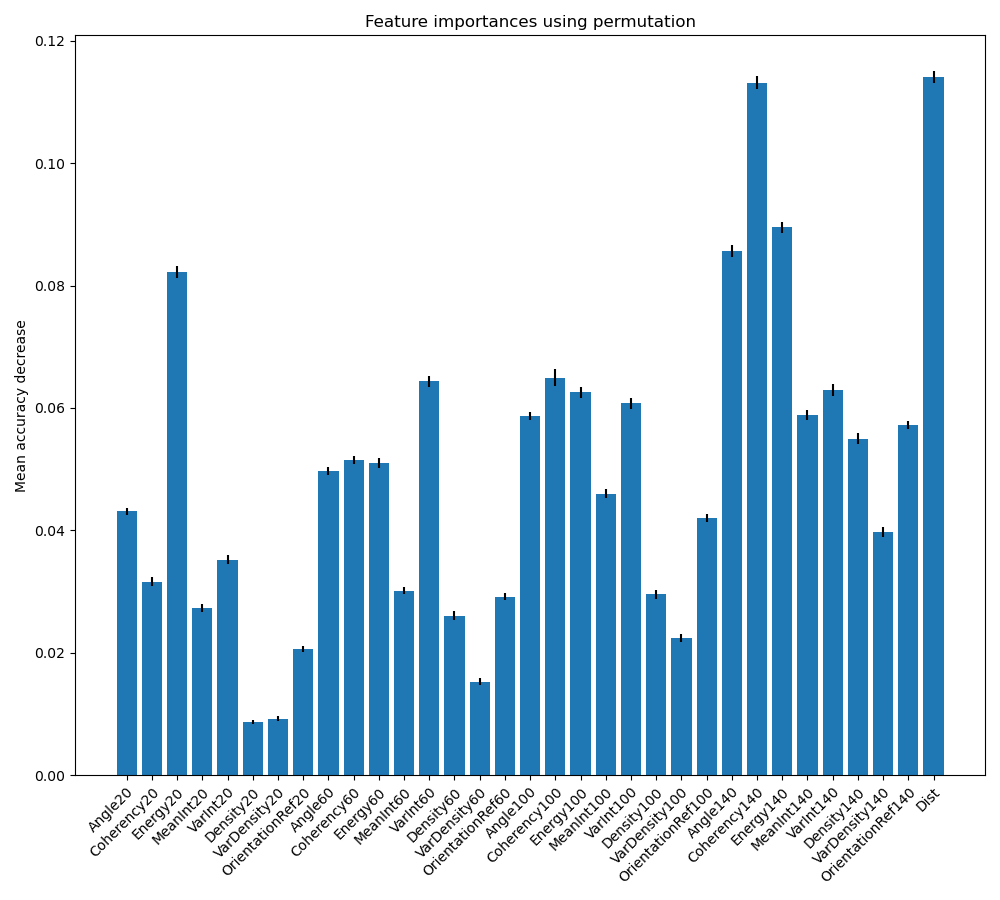 Feature importances using permutation
Mean accuracy decrease
0.12
0.10
0.08
0.06
0.04
0.02
0.00
Angle20
Coherency20
Energy20
MeanInt20
VarInt20
Density20
VarDensity20
OrientationRef20
Angle60
Coherency60
Energy60
MeanInt60
VarInt60
Density60
VarDensity60
OrientationRef60
Angle100
Coherency100
Energy100
MeanInt100
VarInt100
Density100
VarDensity100
OrientationRef100
Angle140
Coherency140
Energy140
MeanInt140
VarInt140
Density140
VarDensity140
OrientationRef140
Dist